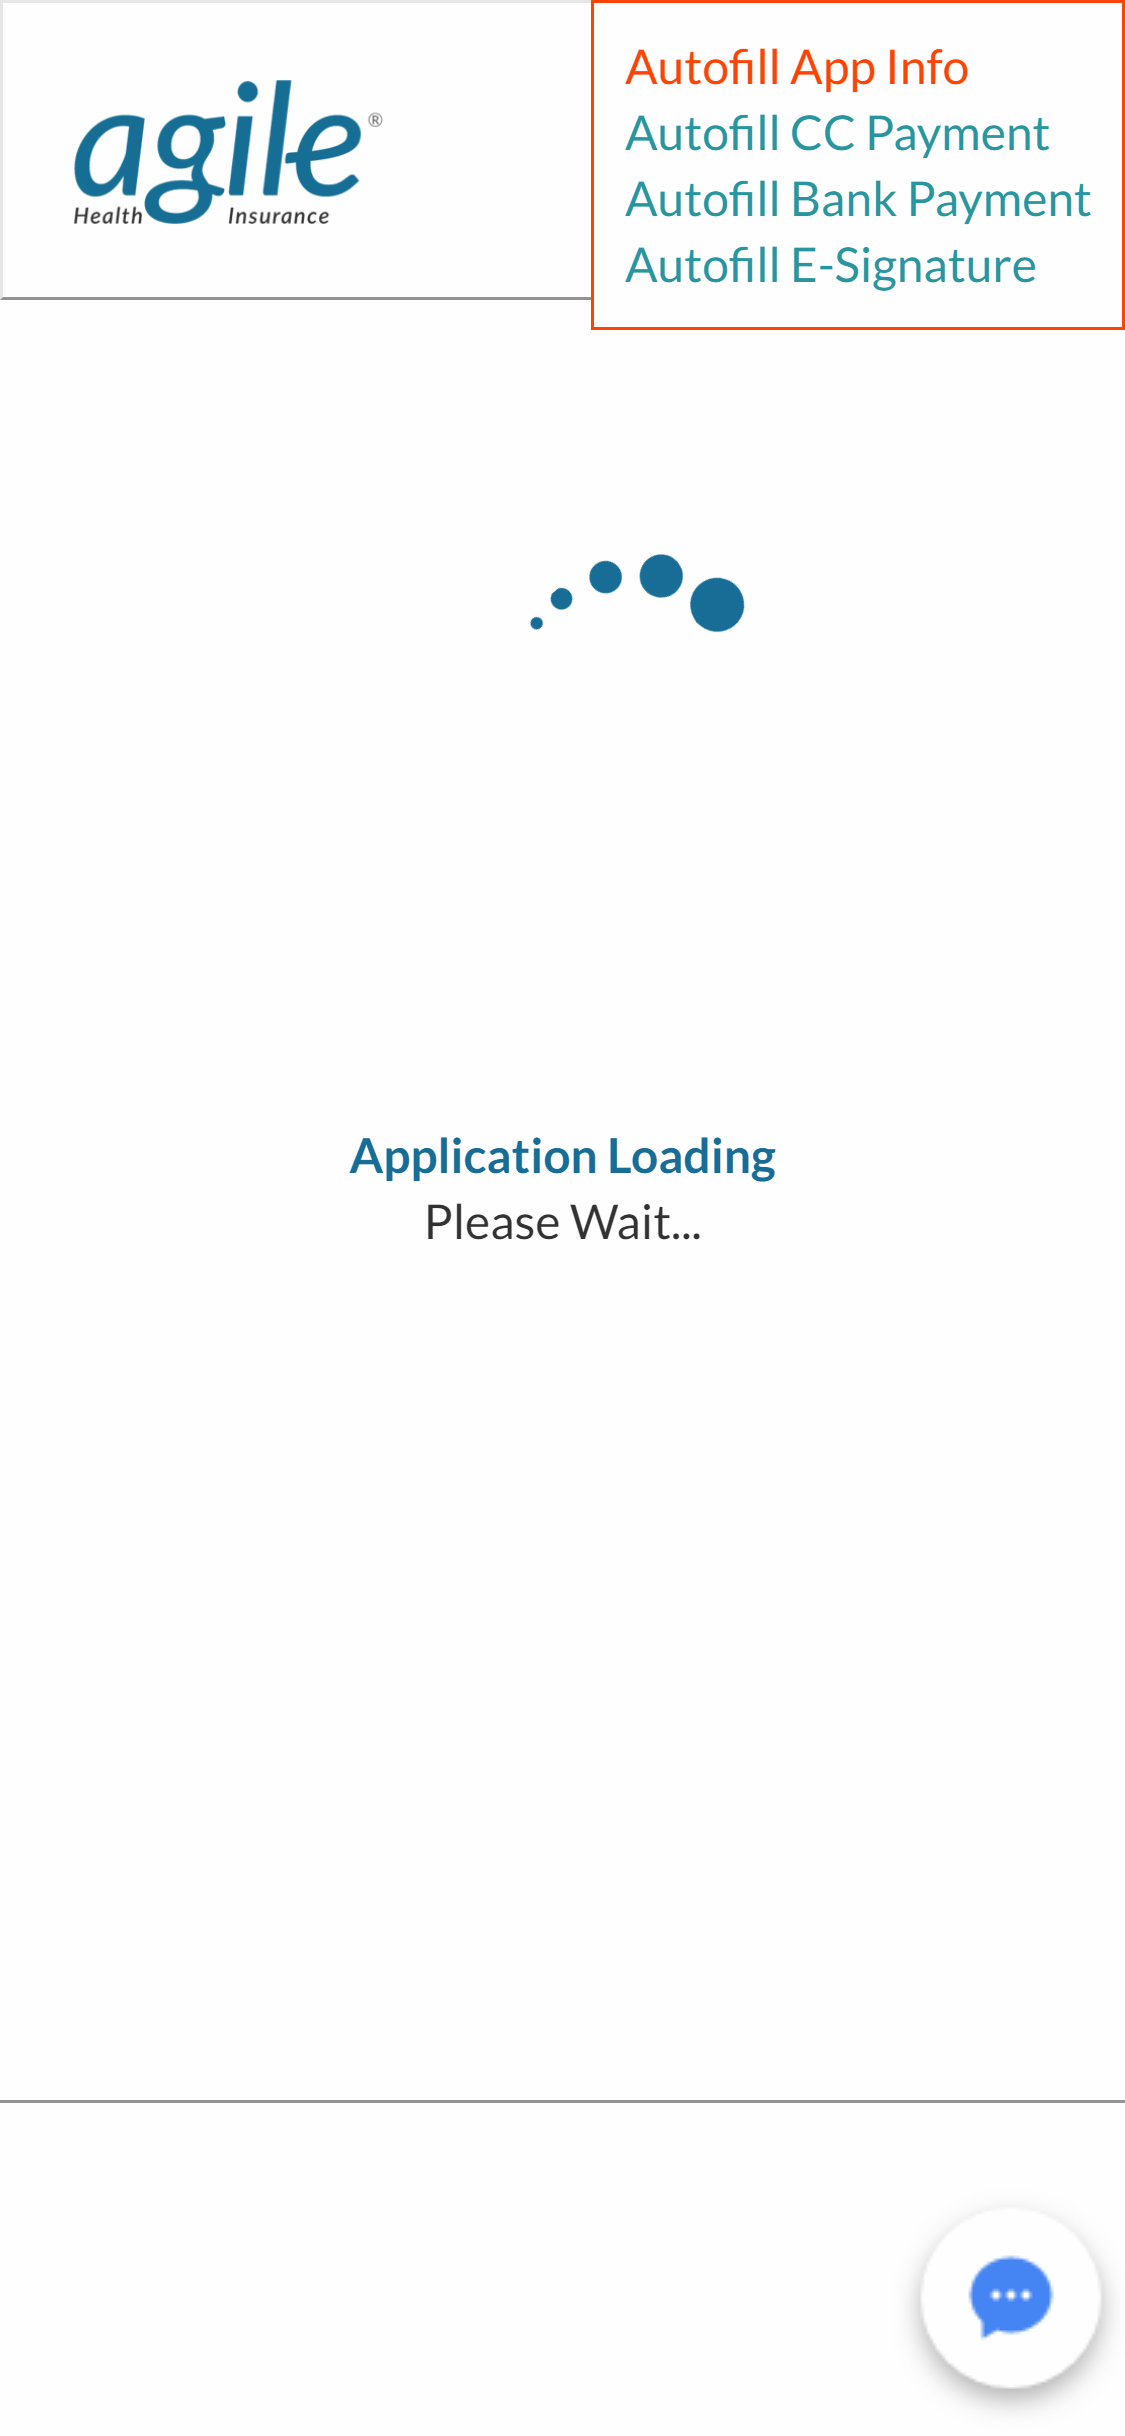 agile®
Health Insurance
Autofill App Info
Autofill CC Payment
Autofill Bank Payment
Autofill E-Signature
Application Loading
Please Wait...